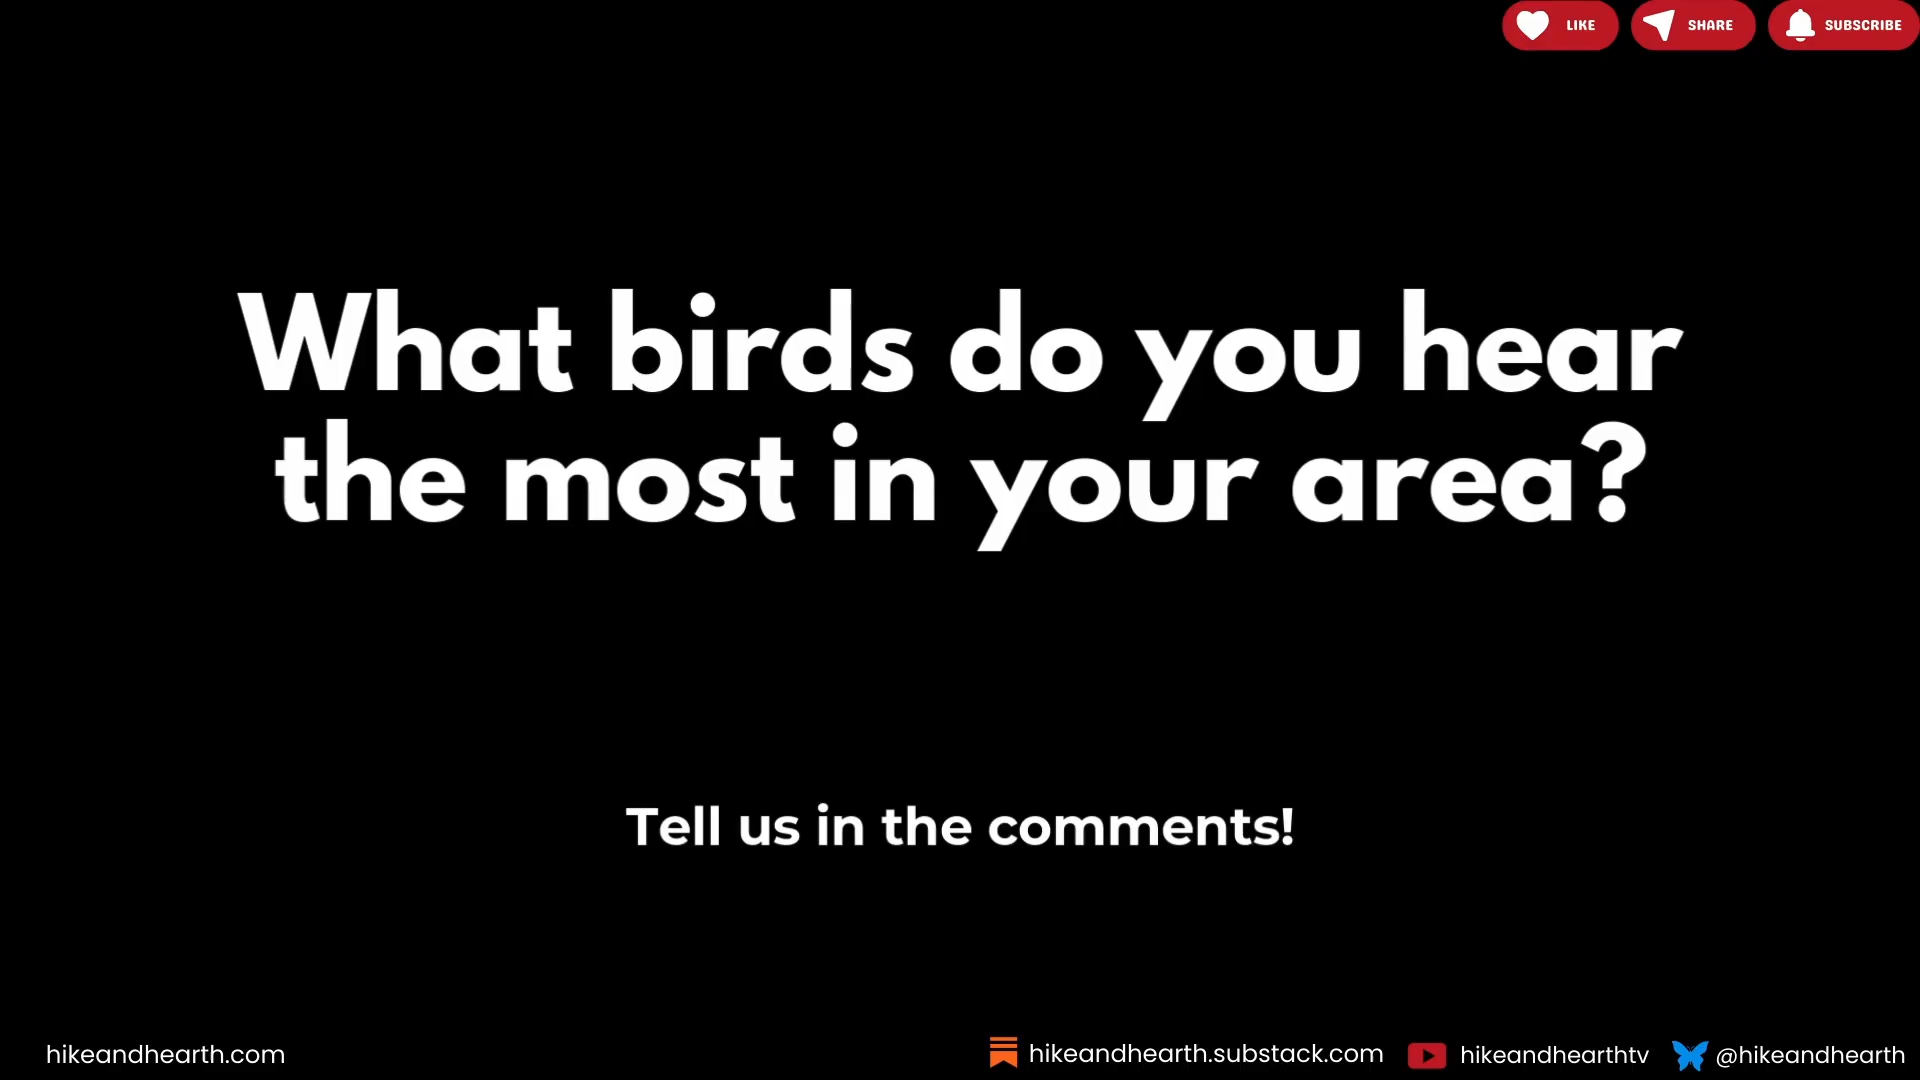 LIKE SHARE SUBSCRIBE
What birds do you hear
the most in your area?
Tell us in the comments!
hikeandhearth.com hikeandhearth.substack.com hikeandhearthtv @hikeandhearth